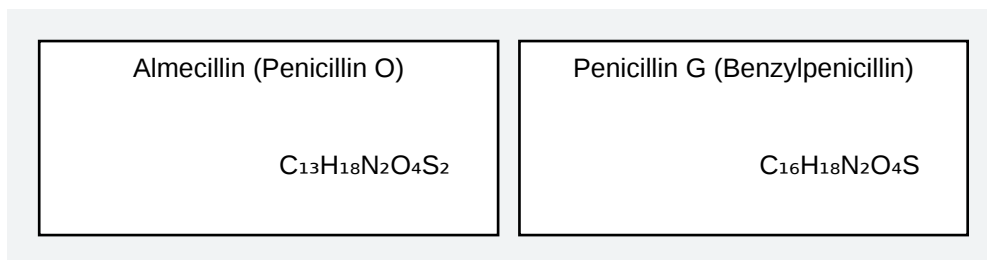 Almecillin (Penicillin O)
C₁₃H₁₈N₂O₄S₂
Penicillin G (Benzylpenicillin)
C₁₆H₁₈N₂O₄S